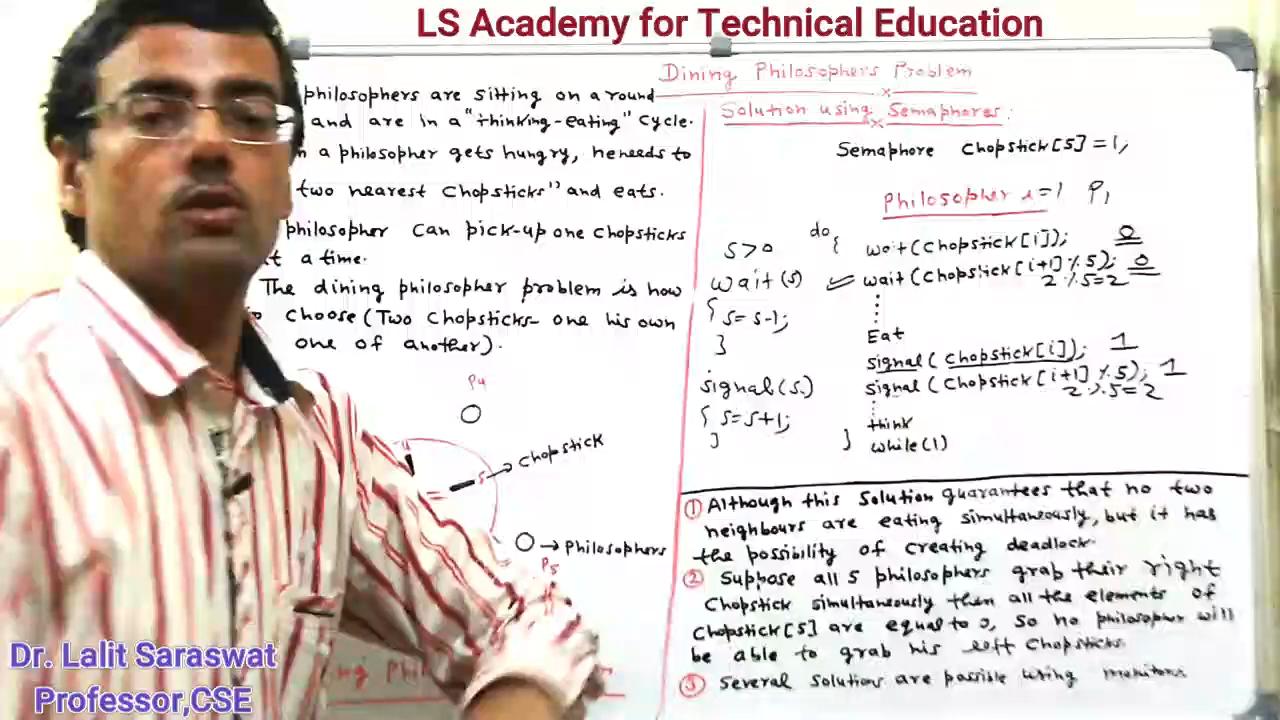 LS Academy for Technical Education
Dining Philosophers Problem
philosophers are sitting on a round
and are in a "thinking-eating" cycle.
a philosopher gets hungry, he needs to
two nearest chopsticks" and eats.
philosopher can pick-up one chopsticks
a time.
The dining philosopher problem is how
choose (Two chopsticks- one his own
one of another).
P4
chopstick
5
Philosophers
P5
Solution using Semaphores:
Semaphore chopstick[5] = 1;
Philosopher i=1 P1
S>0
wait(s)
{ s= s-1;
}
signal(s)
{ s=s+1;
}
do
{ wait(chopstick[i]); 0
✓ wait(chopstick[i+1] % 5); 0
2 % 5=2
Eat
signal( chopstick[i]); 1
signal( chopstick[i+1] % 5); 1
2 % 5=2
think
} while(1)
① Although this solution guarantees that no two
neighbours are eating simultaneously, but it has
the possibility of creating deadlock.
② Suppose all 5 philosophers grab their right
chopstick simultaneously then all the elements of
chopstick[5] are equal to 0, so no philosopher will
be able to grab his left chopsticks.
③ Several solutions are possible using monitors
Dr. Lalit Saraswat
Professor,CSE